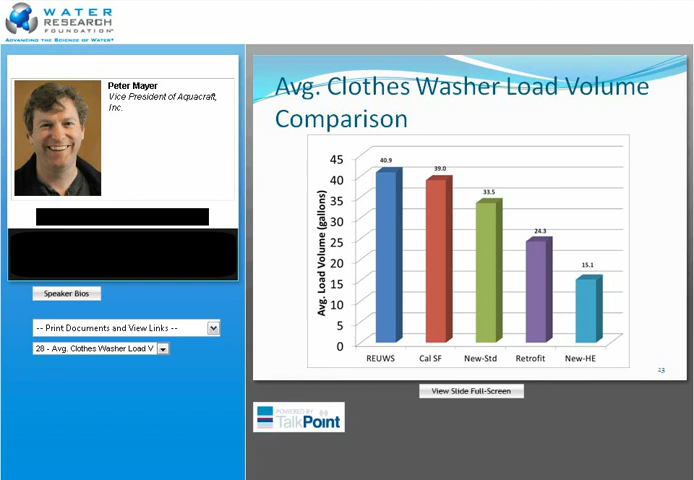 WATER
RESEARCH
FOUNDATION®
ADVANCING THE SCIENCE OF WATER®
Peter Mayer
Vice President of Aquacraft,
Inc.
Speaker Bios
-- Print Documents and View Links --
28 - Avg. Clothes Washer Load V
Avg. Clothes Washer Load Volume
Comparison
Avg. Load Volume (gallons)
45
40
35
30
25
20
15
10
5
0
40.9
39.0
33.5
24.3
15.1
REUWS
Cal SF
New-Std
Retrofit
New-HE
23
View Slide Full-Screen
POWERED BY
TalkPoint